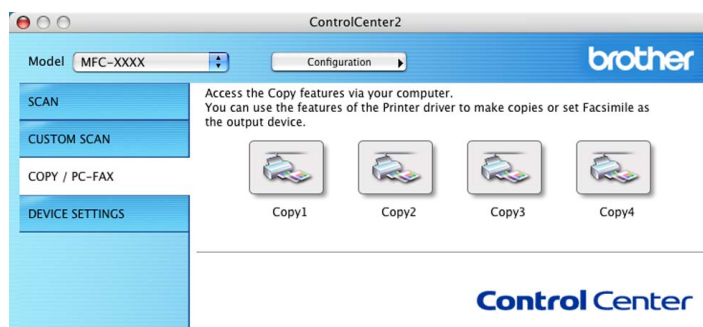 ControlCenter2
Model MFC-XXXX Configuration brother
SCAN
CUSTOM SCAN
COPY / PC-FAX
DEVICE SETTINGS
Access the Copy features via your computer.
You can use the features of the Printer driver to make copies or set Facsimile as
the output device.
Copy1 Copy2 Copy3 Copy4
Control Center